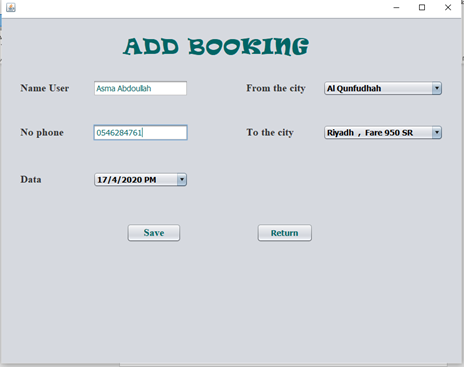 ADD BOOKING
Name User Asma Abdoullah From the city Al Qunfudhah
No phone 0546284761 To the city Riyadh , Fare 950 SR
Data 17/4/2020 PM
Save Return